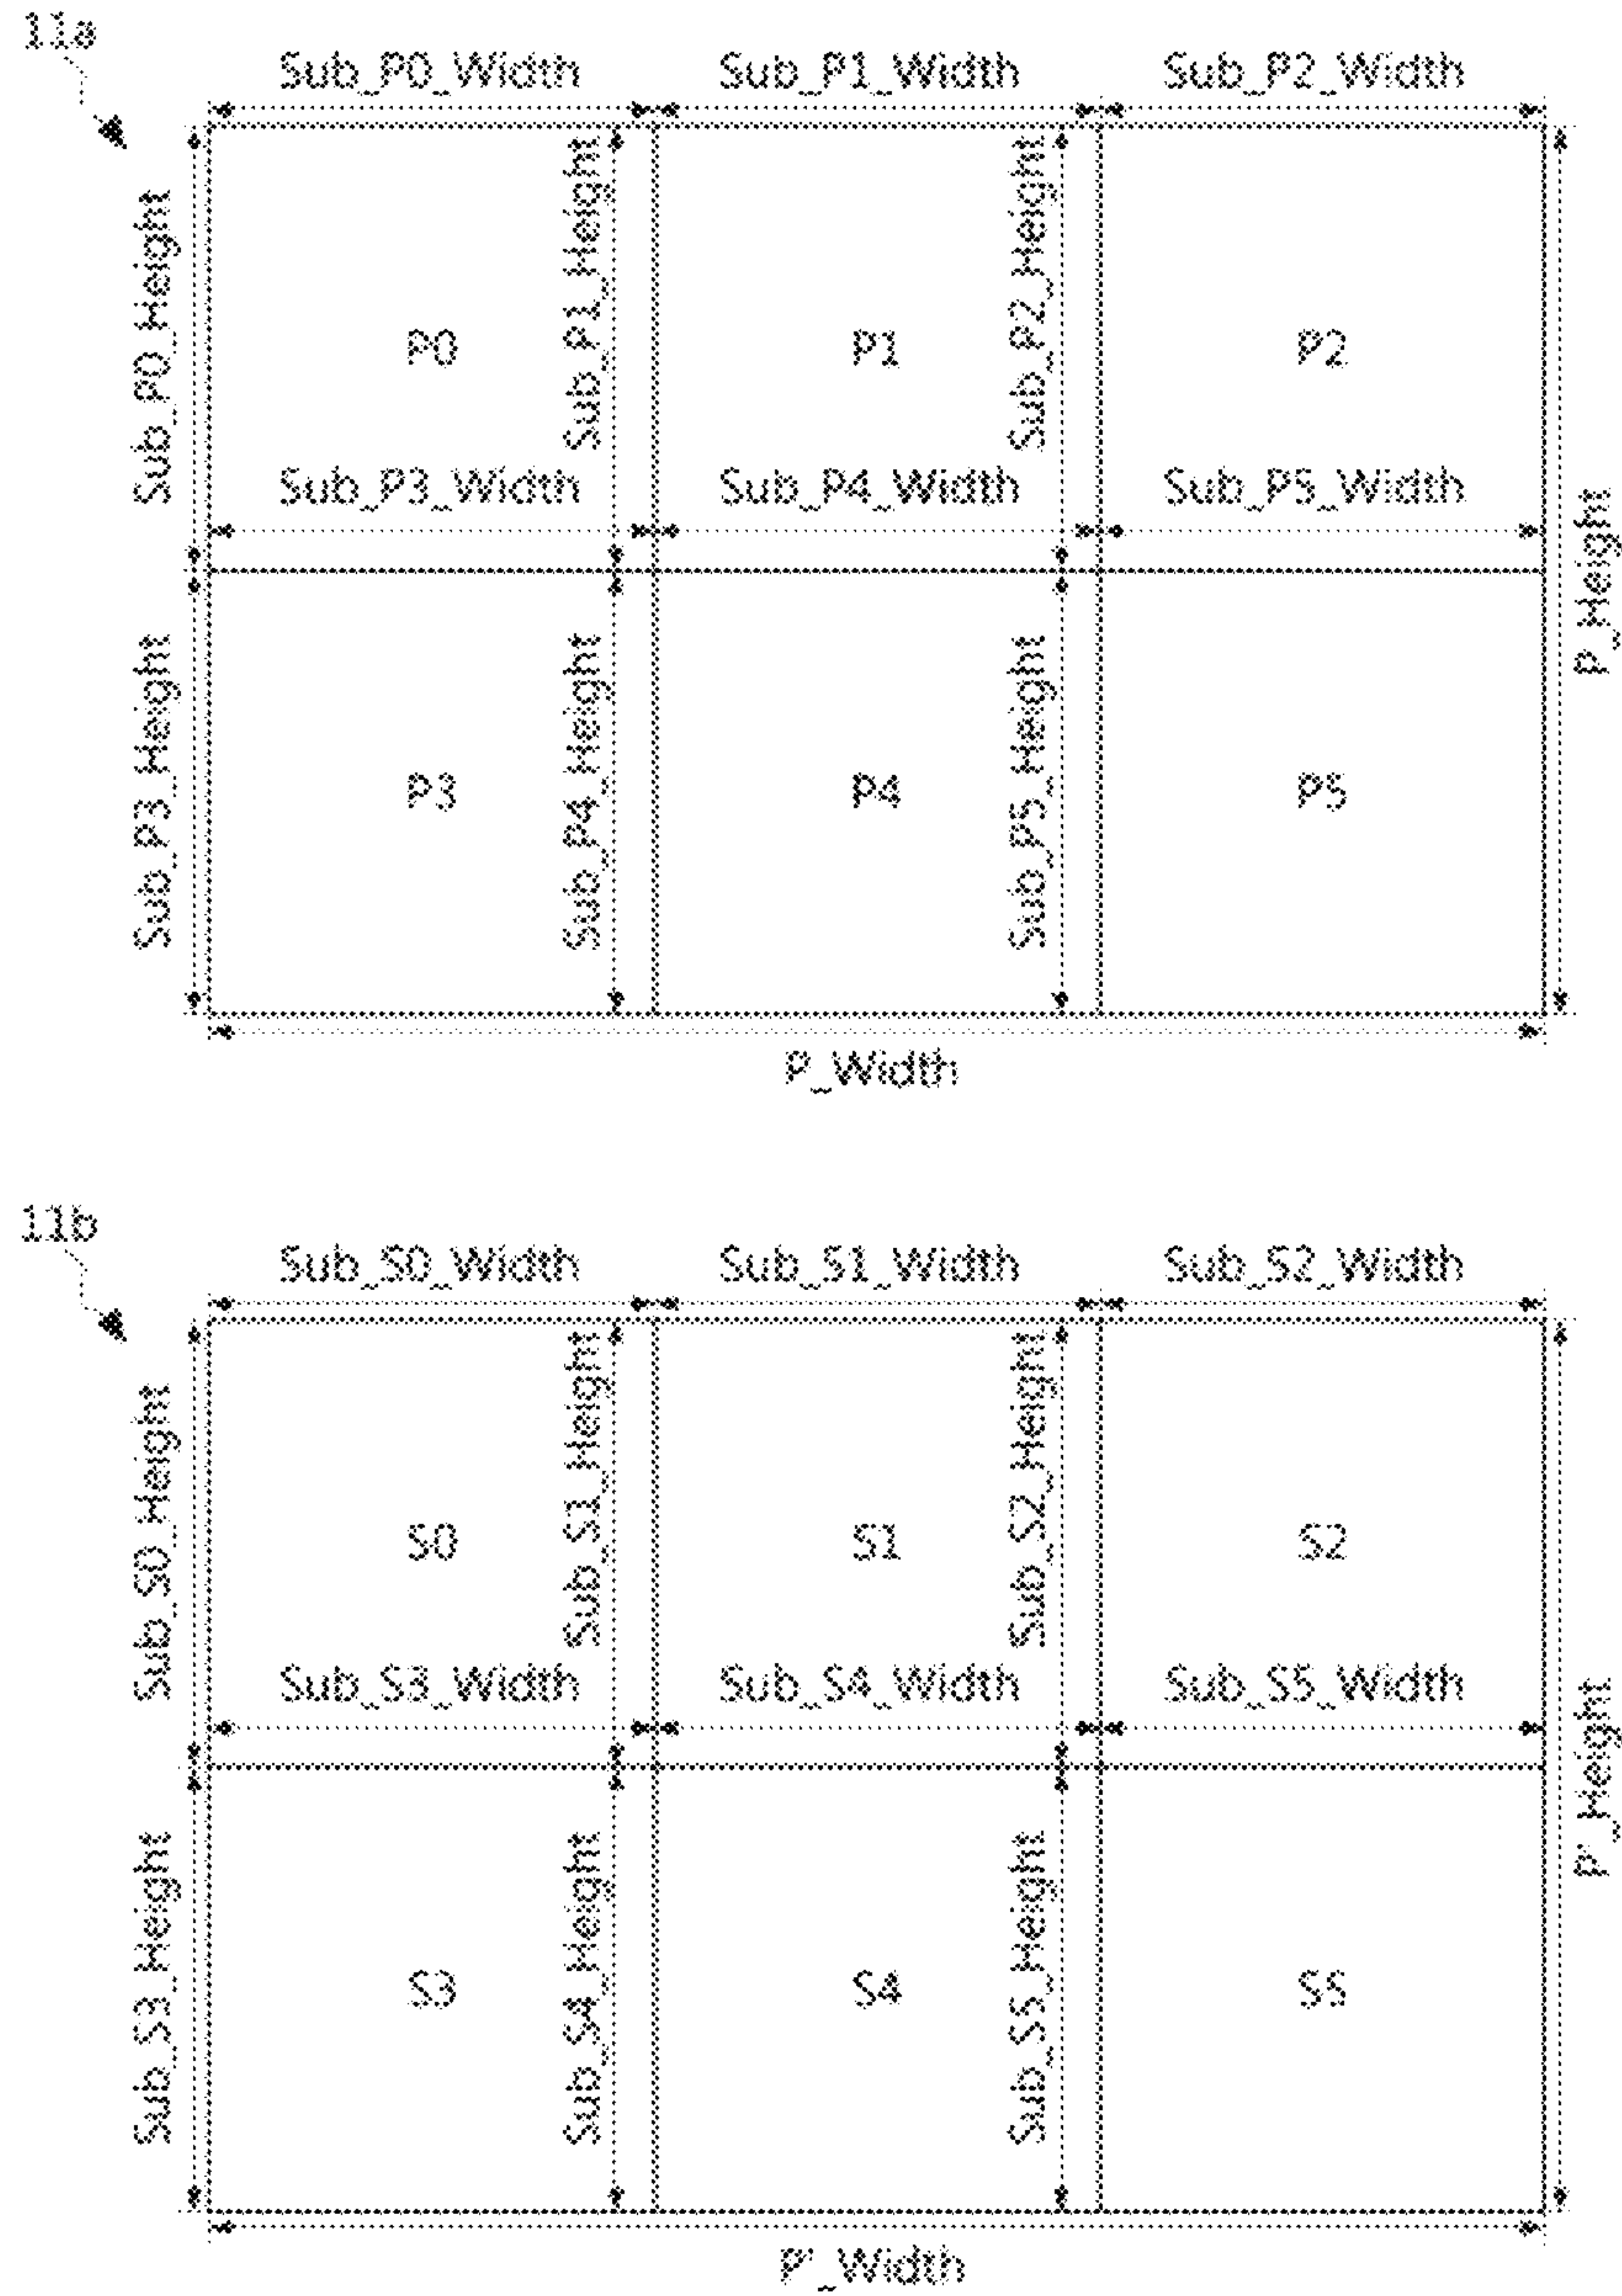 11a
Sub_P0_Width
Sub_P1_Width
Sub_P2_Width
Sub_P0_Height
Sub_P1_Height
Sub_P2_Height
P0
P1
P2
Sub_P3_Width
Sub_P4_Width
Sub_P5_Width
P_Height
Sub_P3_Height
Sub_P4_Height
Sub_P5_Height
P3
P4
P5
P_Width
11b
Sub_S0_Width
Sub_S1_Width
Sub_S2_Width
Sub_S0_Height
Sub_S1_Height
Sub_S2_Height
S0
S1
S2
Sub_S3_Width
Sub_S4_Width
Sub_S5_Width
P'_Height
Sub_S3_Height
Sub_S4_Height
Sub_S5_Height
S3
S4
S5
P'_Width